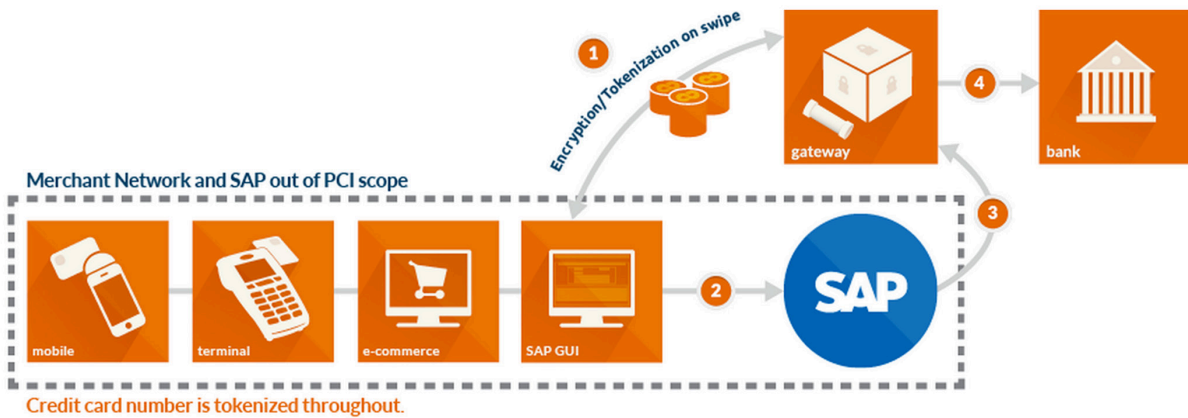 1
Encryption/Tokenization on swipe
gateway
4
bank
Merchant Network and SAP out of PCI scope
3
mobile
terminal
e-commerce
SAP GUI
2
SAP
Credit card number is tokenized throughout.